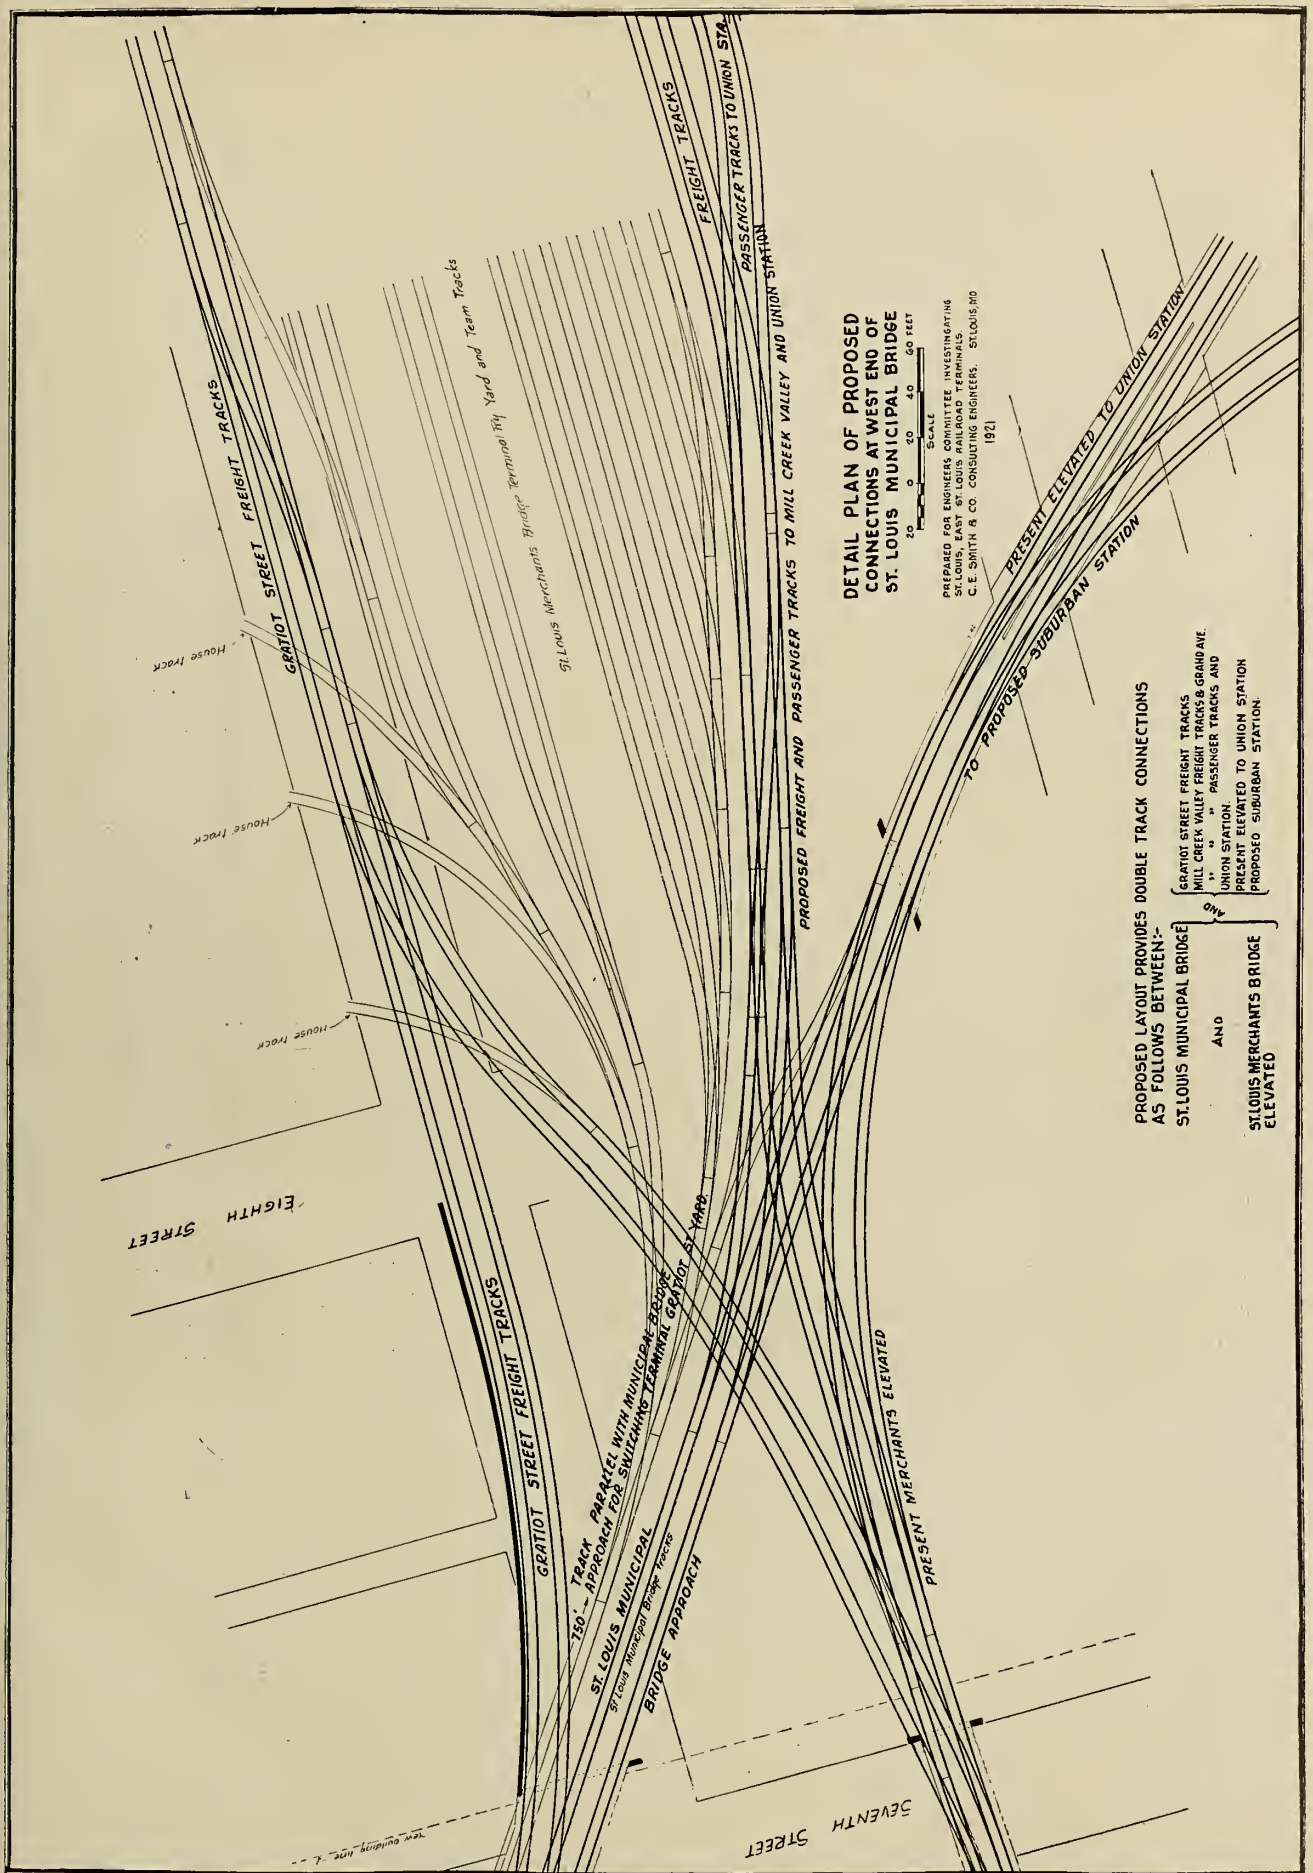 DETAIL PLAN OF PROPOSED
CONNECTIONS AT WEST END OF
ST. LOUIS MUNICIPAL BRIDGE
20 0 20 40 60 FEET
SCALE
PREPARED FOR ENGINEERS COMMITTEE INVESTIGATING
ST. LOUIS, EAST ST. LOUIS RAILROAD TERMINALS.
C. E. SMITH & CO. CONSULTING ENGINEERS. ST. LOUIS, MO
1921
FREIGHT TRACKS
PASSENGER TRACKS TO UNION STA.
PASSENGER TRACKS TO UNION STA
PROPOSED FREIGHT AND PASSENGER TRACKS TO MILL CREEK VALLEY AND UNION STATION
GRATIOT STREET FREIGHT TRACKS
St. Louis Merchants Bridge Terminal Ry Yard and Team Tracks
House track
House track
House track
EIGHTH STREET
GRATIOT STREET FREIGHT TRACKS
750' TRACK PARALLEL WITH MUNICIPAL BRIDGE
APPROACH FOR SWITCHING TERMINAL GRATIOT ST YARD.
ST. LOUIS MUNICIPAL
St Louis Municipal Bridge Tracks
BRIDGE APPROACH
PRESENT MERCHANTS ELEVATED
PRESENT ELEVATED TO UNION STATION
TO PROPOSED SUBURBAN STATION
SEVENTH STREET
building line
PROPOSED LAYOUT PROVIDES DOUBLE TRACK CONNECTIONS
AS FOLLOWS BETWEEN:-
ST. LOUIS MUNICIPAL BRIDGE
AND
ST. LOUIS MERCHANTS BRIDGE
ELEVATED
AND
GRATIOT STREET FREIGHT TRACKS
MILL CREEK VALLEY FREIGHT TRACKS & GRAND AVE.
" " " PASSENGER TRACKS AND
UNION STATION.
PRESENT ELEVATED TO UNION STATION
PROPOSED SUBURBAN STATION.